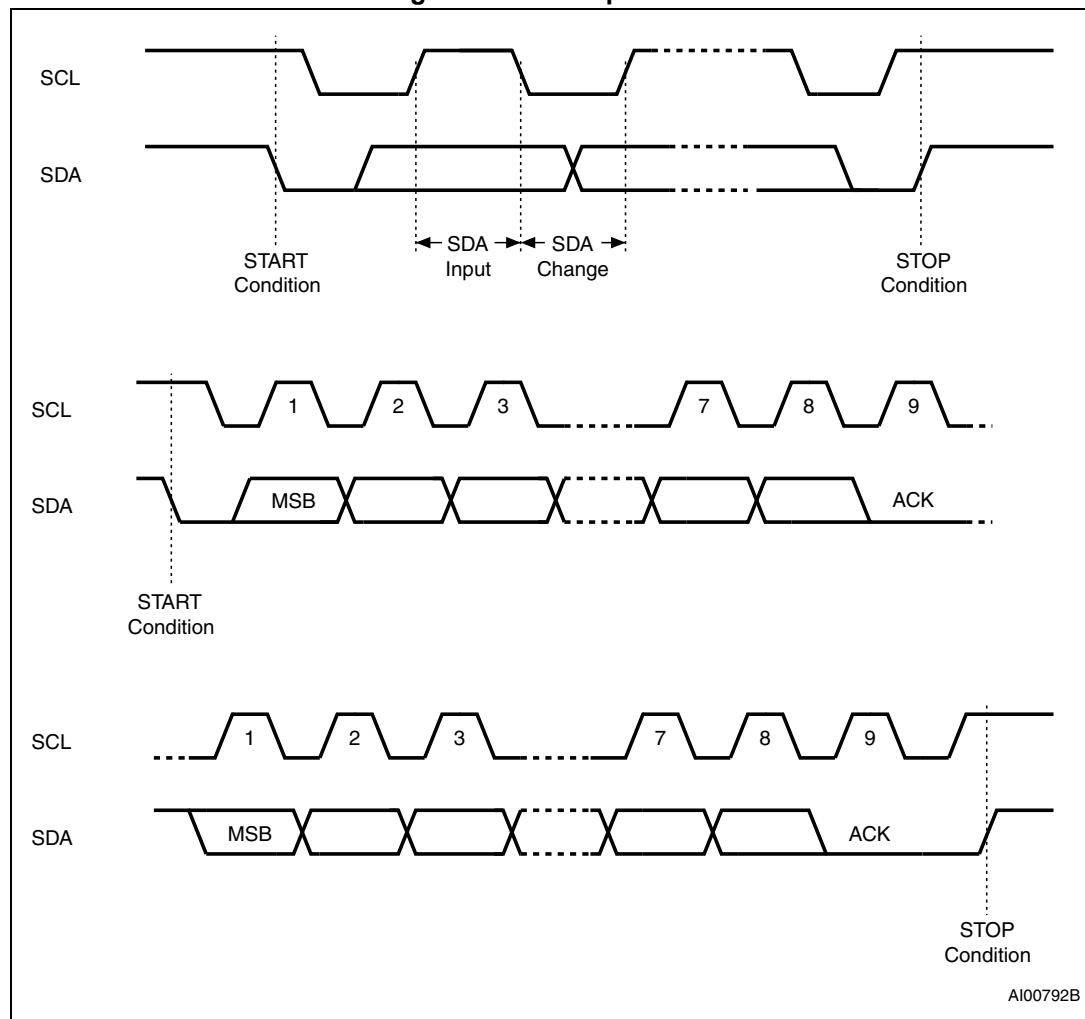 SCL
SDA
START
Condition
SDA
Input
SDA
Change
STOP
Condition
SCL
1 2 3 7 8 9
SDA
MSB
ACK
START
Condition
SCL
1 2 3 7 8 9
SDA
MSB
ACK
STOP
Condition
AI00792B